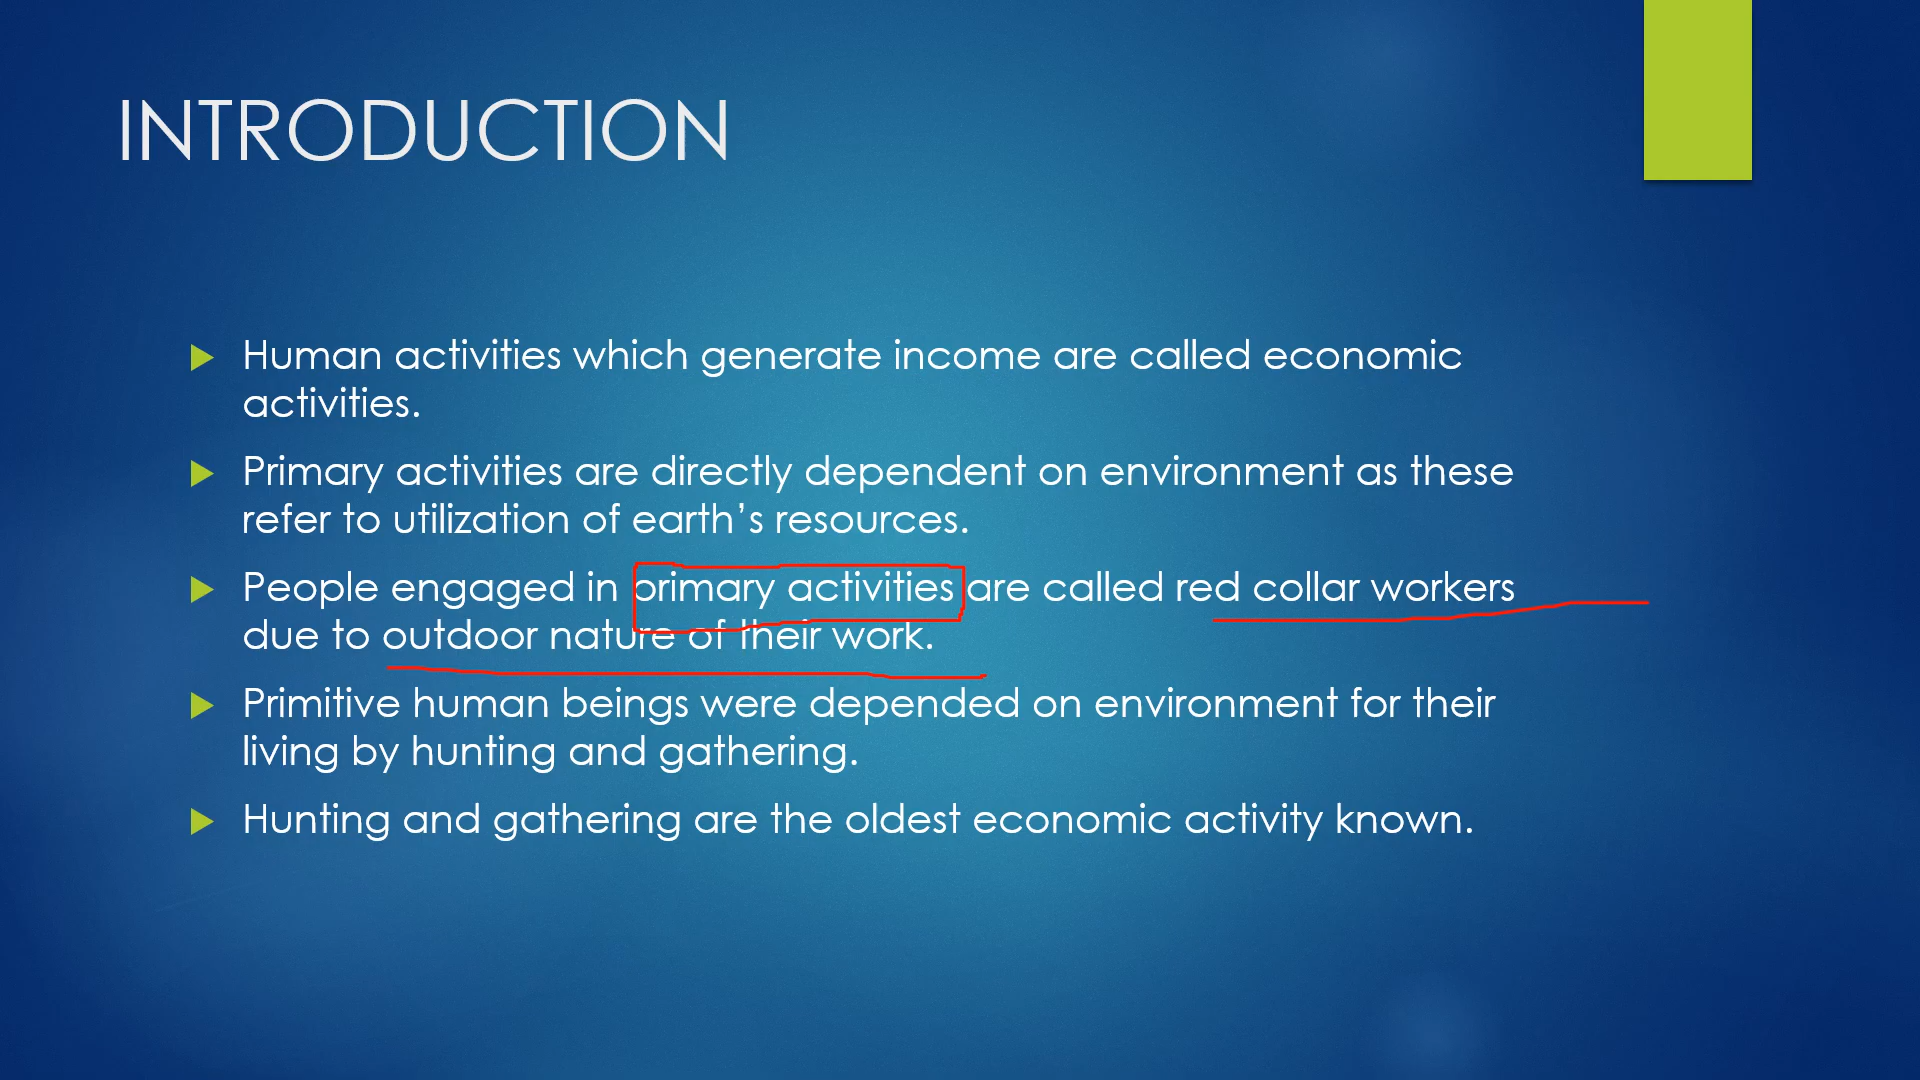 INTRODUCTION
Human activities which generate income are called economic
activities.
Primary activities are directly dependent on environment as these
refer to utilization of earth’s resources.
People engaged in primary activities are called red collar workers
due to outdoor nature of their work.
Primitive human beings were depended on environment for their
living by hunting and gathering.
Hunting and gathering are the oldest economic activity known.